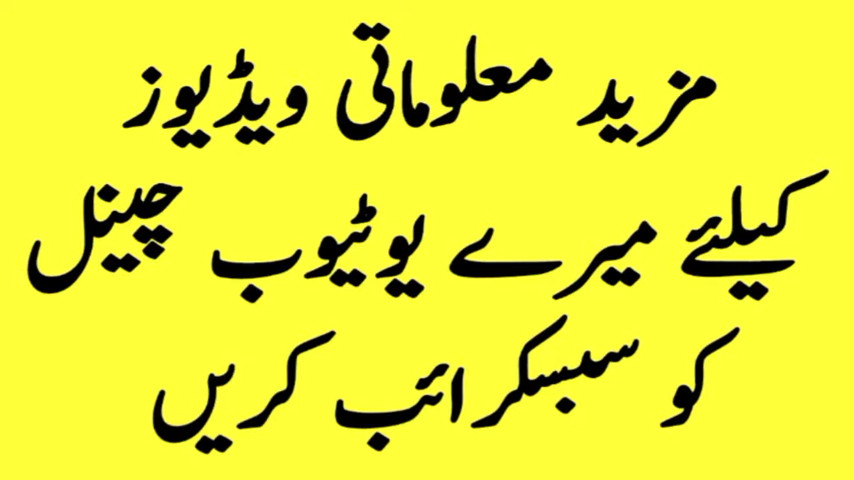 مزید معلوماتی ویڈیوز
کیلئے میرے یوٹیوب چینل
کو سبسکرائب کریں